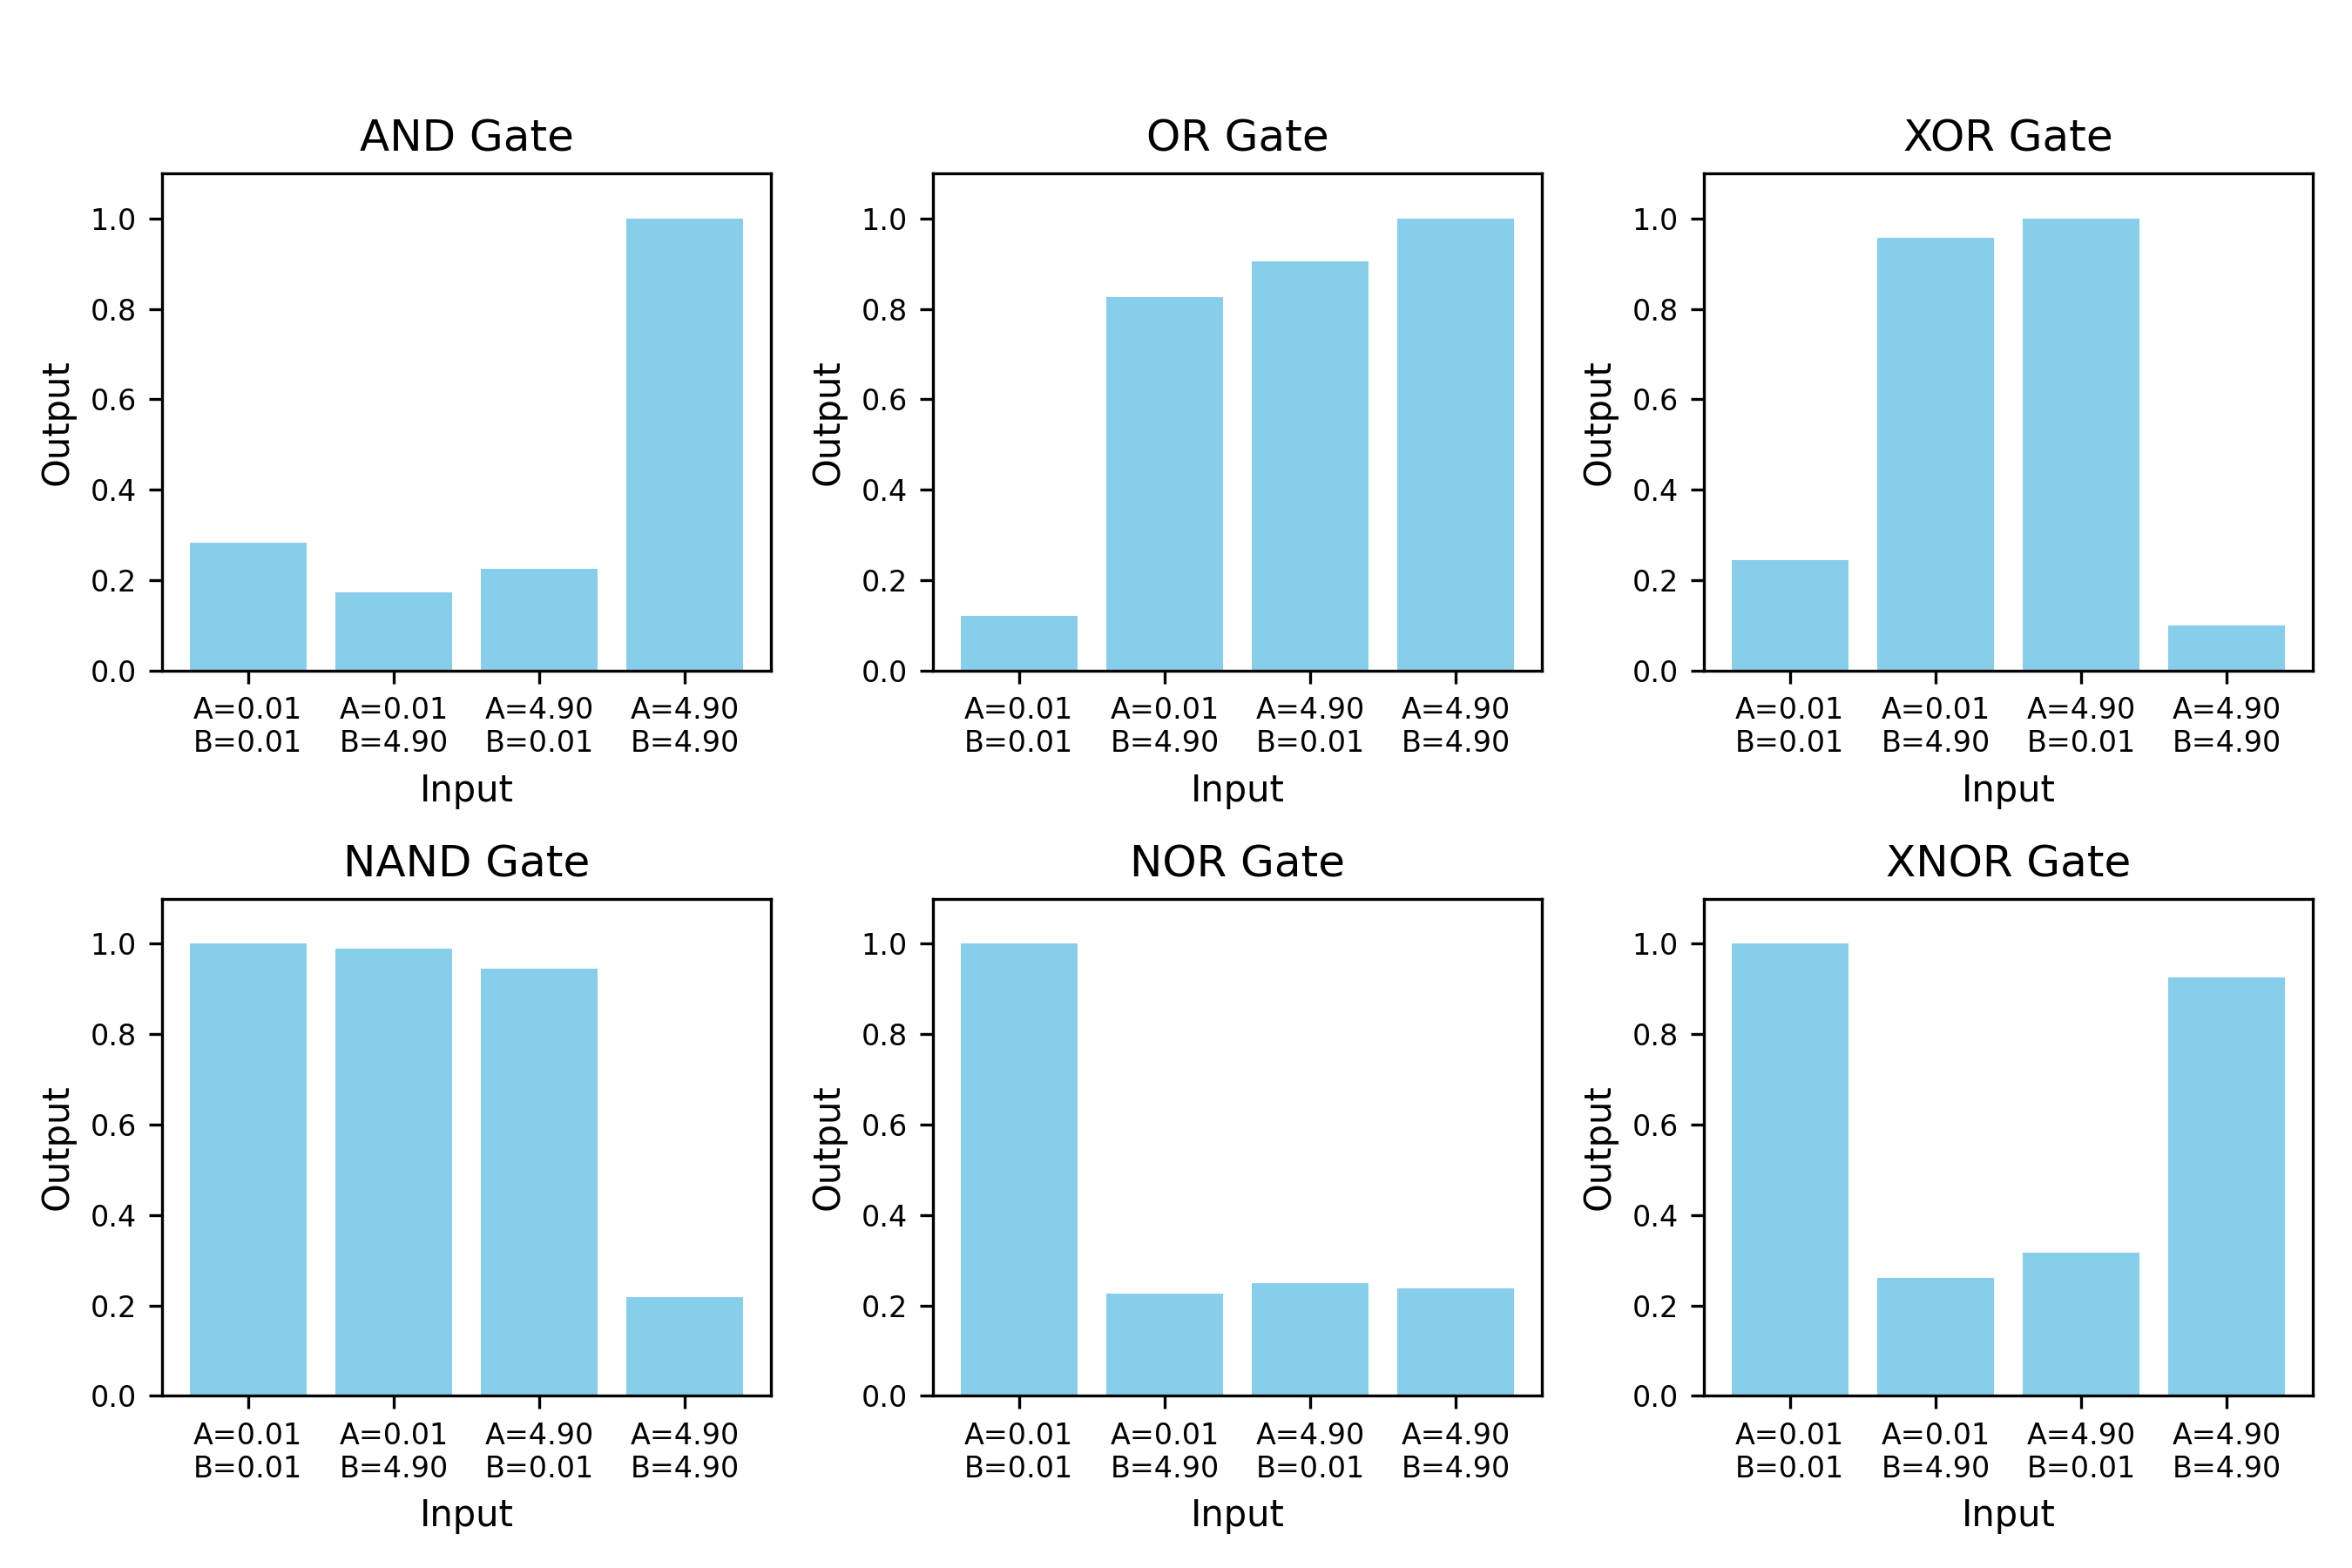 AND Gate
Output
1.0
0.8
0.6
0.4
0.2
0.0
A=0.01 A=0.01 A=4.90 A=4.90
B=0.01 B=4.90 B=0.01 B=4.90
Input
OR Gate
Output
1.0
0.8
0.6
0.4
0.2
0.0
A=0.01 A=0.01 A=4.90 A=4.90
B=0.01 B=4.90 B=0.01 B=4.90
Input
XOR Gate
Output
1.0
0.8
0.6
0.4
0.2
0.0
A=0.01 A=0.01 A=4.90 A=4.90
B=0.01 B=4.90 B=0.01 B=4.90
Input
NAND Gate
Output
1.0
0.8
0.6
0.4
0.2
0.0
A=0.01 A=0.01 A=4.90 A=4.90
B=0.01 B=4.90 B=0.01 B=4.90
Input
NOR Gate
Output
1.0
0.8
0.6
0.4
0.2
0.0
A=0.01 A=0.01 A=4.90 A=4.90
B=0.01 B=4.90 B=0.01 B=4.90
Input
XNOR Gate
Output
1.0
0.8
0.6
0.4
0.2
0.0
A=0.01 A=0.01 A=4.90 A=4.90
B=0.01 B=4.90 B=0.01 B=4.90
Input